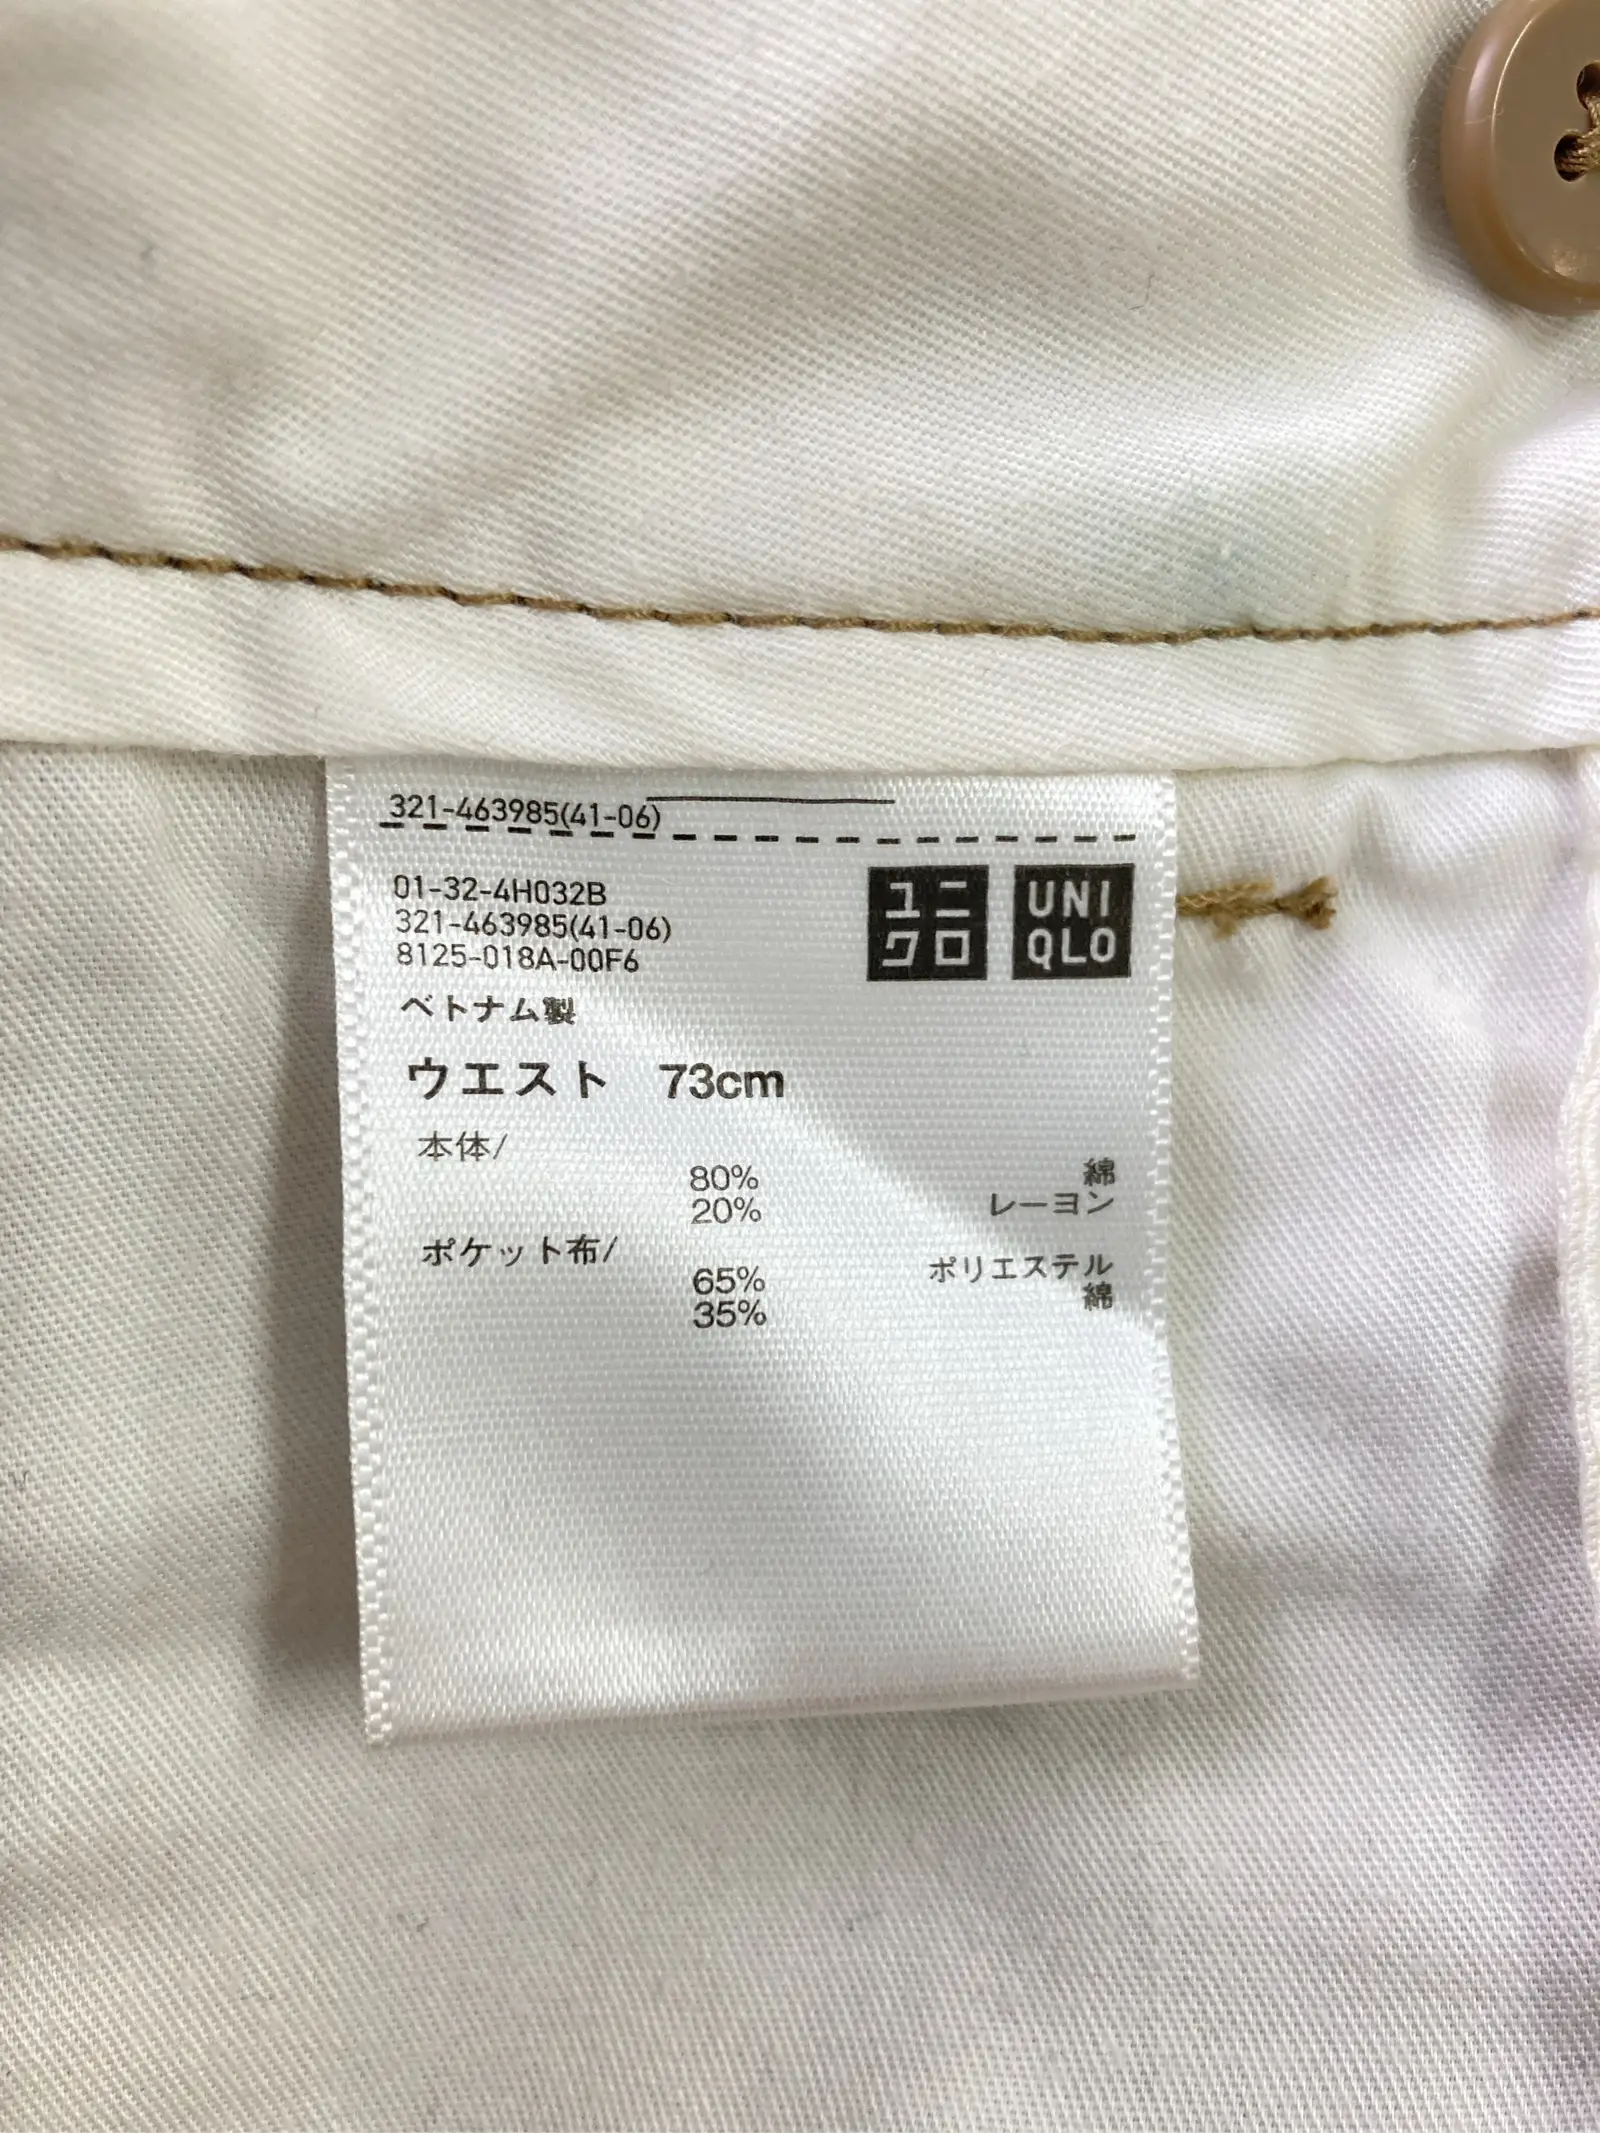 321-463985(41-06)
01-32-4H032B
321-463985(41-06)
8125-018A-00F6
ユニ
クロ
UNI
QLO
ベトナム製
ウエスト 73cm
本体/
80% 綿
20% レーヨン
ポケット布/
65% ポリエステル
35% 綿